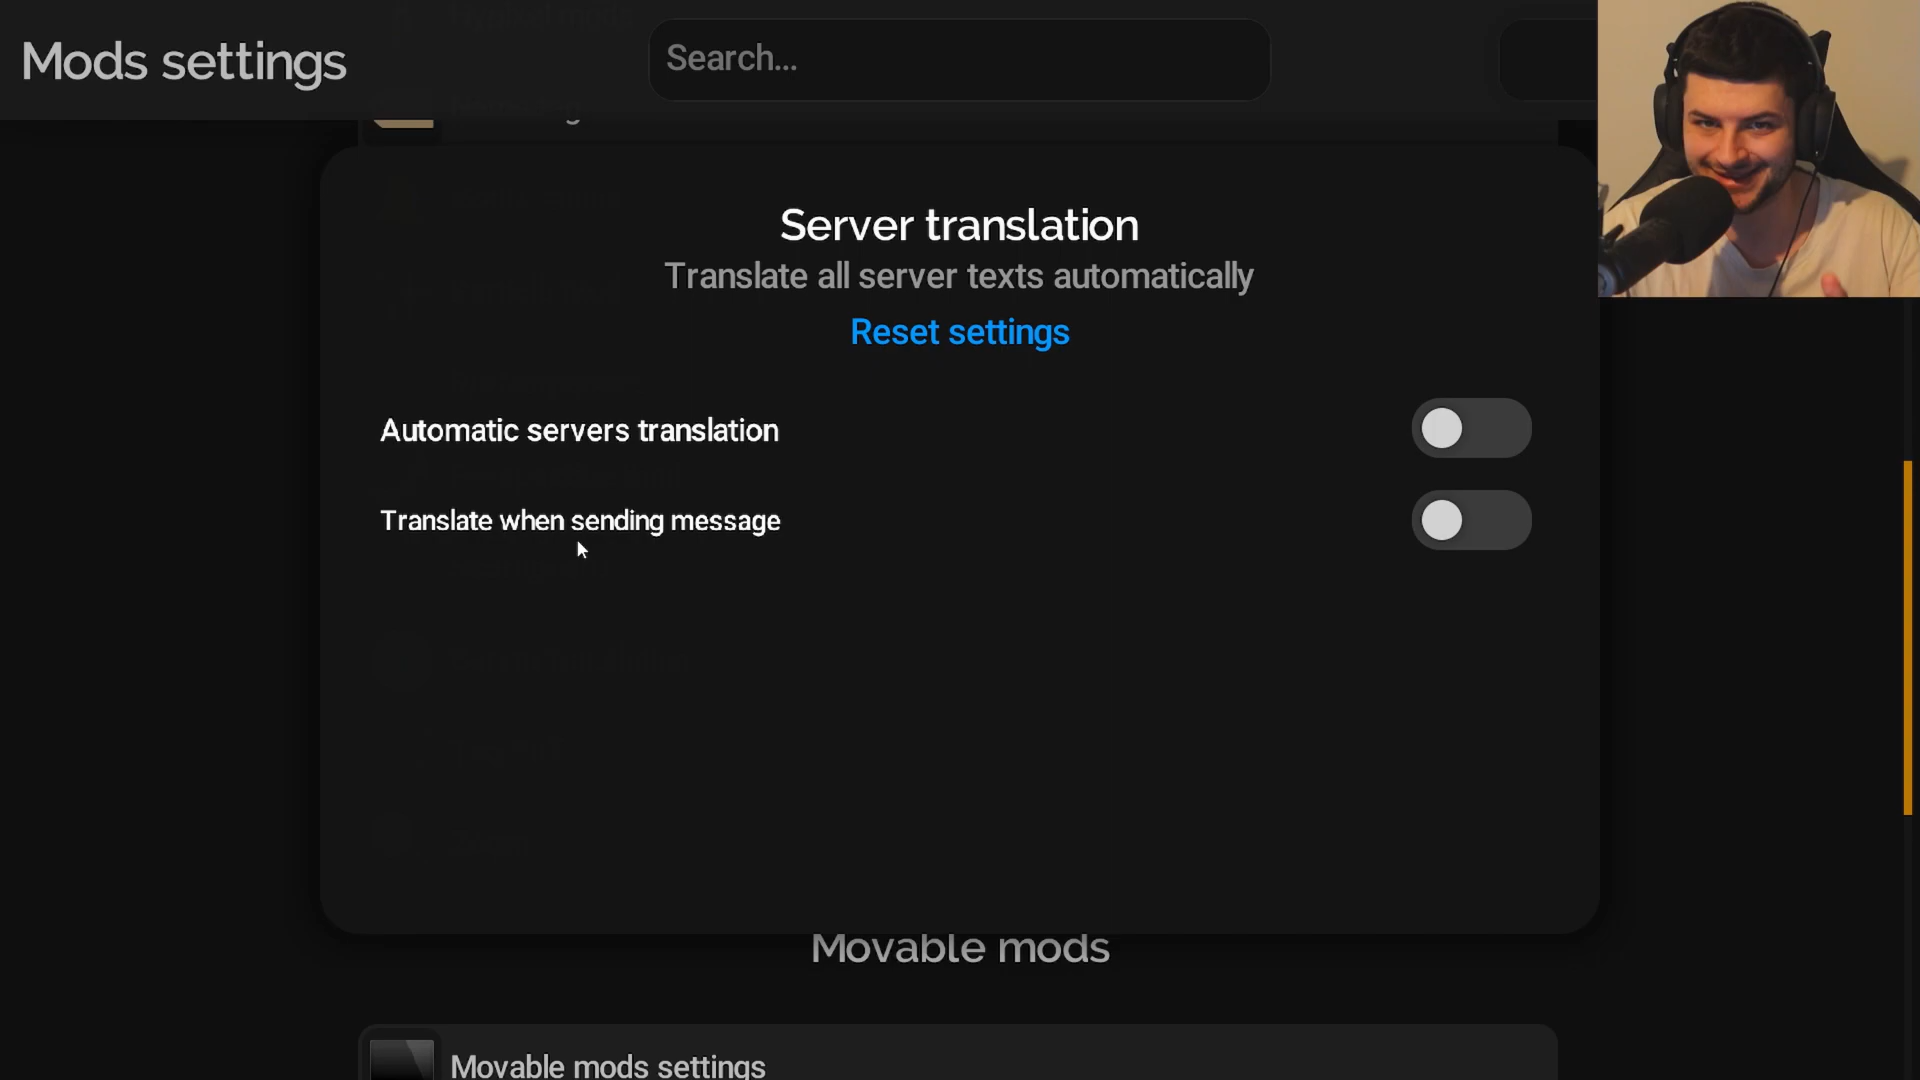 Mods settings
Search...
Server translation
Translate all server texts automatically
Reset settings
Automatic servers translation
Translate when sending message
Movable mods
Movable mods settings